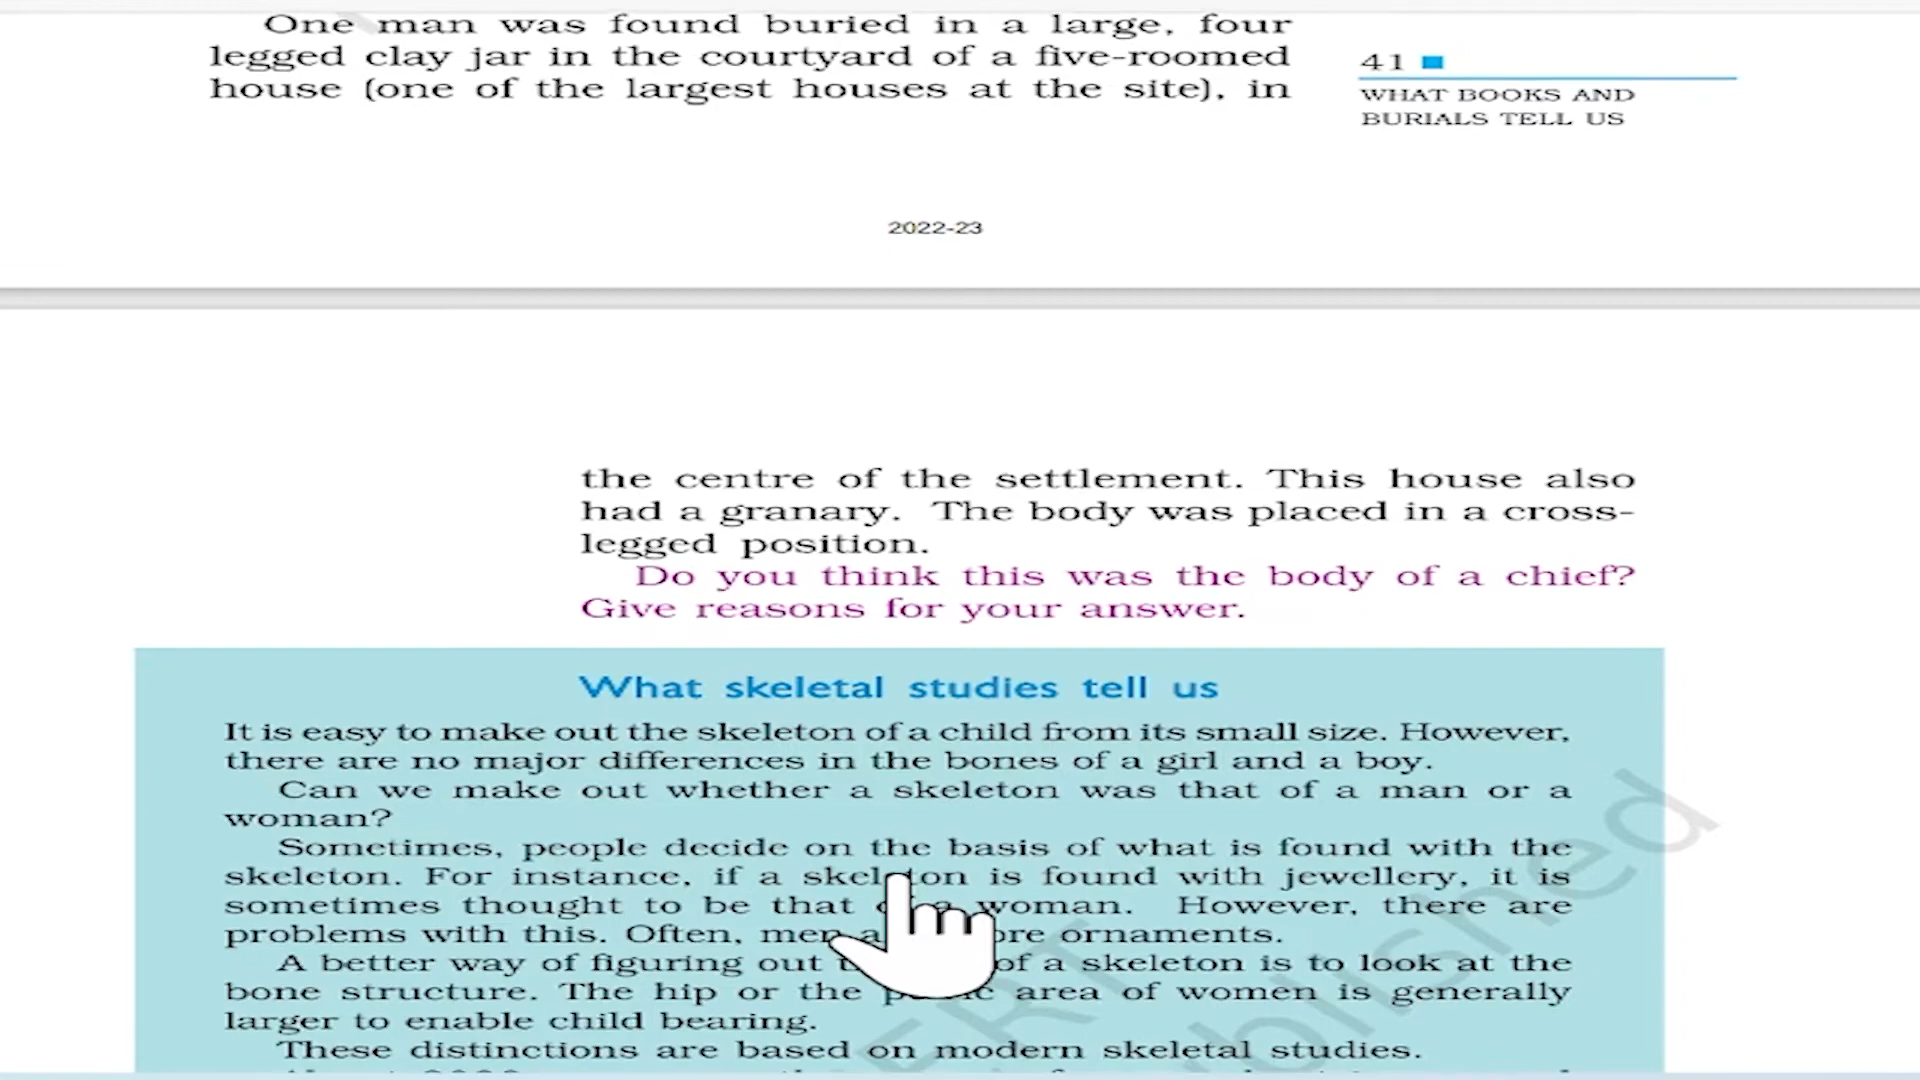 One man was found buried in a large, four
legged clay jar in the courtyard of a five-roomed
house (one of the largest houses at the site), in
41
WHAT BOOKS AND
BURIALS TELL US
2022-23
the centre of the settlement. This house also
had a granary. The body was placed in a cross-
legged position.
Do you think this was the body of a chief?
Give reasons for your answer.
What skeletal studies tell us
It is easy to make out the skeleton of a child from its small size. However,
there are no major differences in the bones of a girl and a boy.
Can we make out whether a skeleton was that of a man or a
woman?
Sometimes, people decide on the basis of what is found with the
skeleton. For instance, if a skeleton is found with jewellery, it is
sometimes thought to be that a woman. However, there are
problems with this. Often, men ornaments.
A better way of figuring out of a skeleton is to look at the
bone structure. The hip or the area of women is generally
larger to enable child bearing.
These distinctions are based on modern skeletal studies.